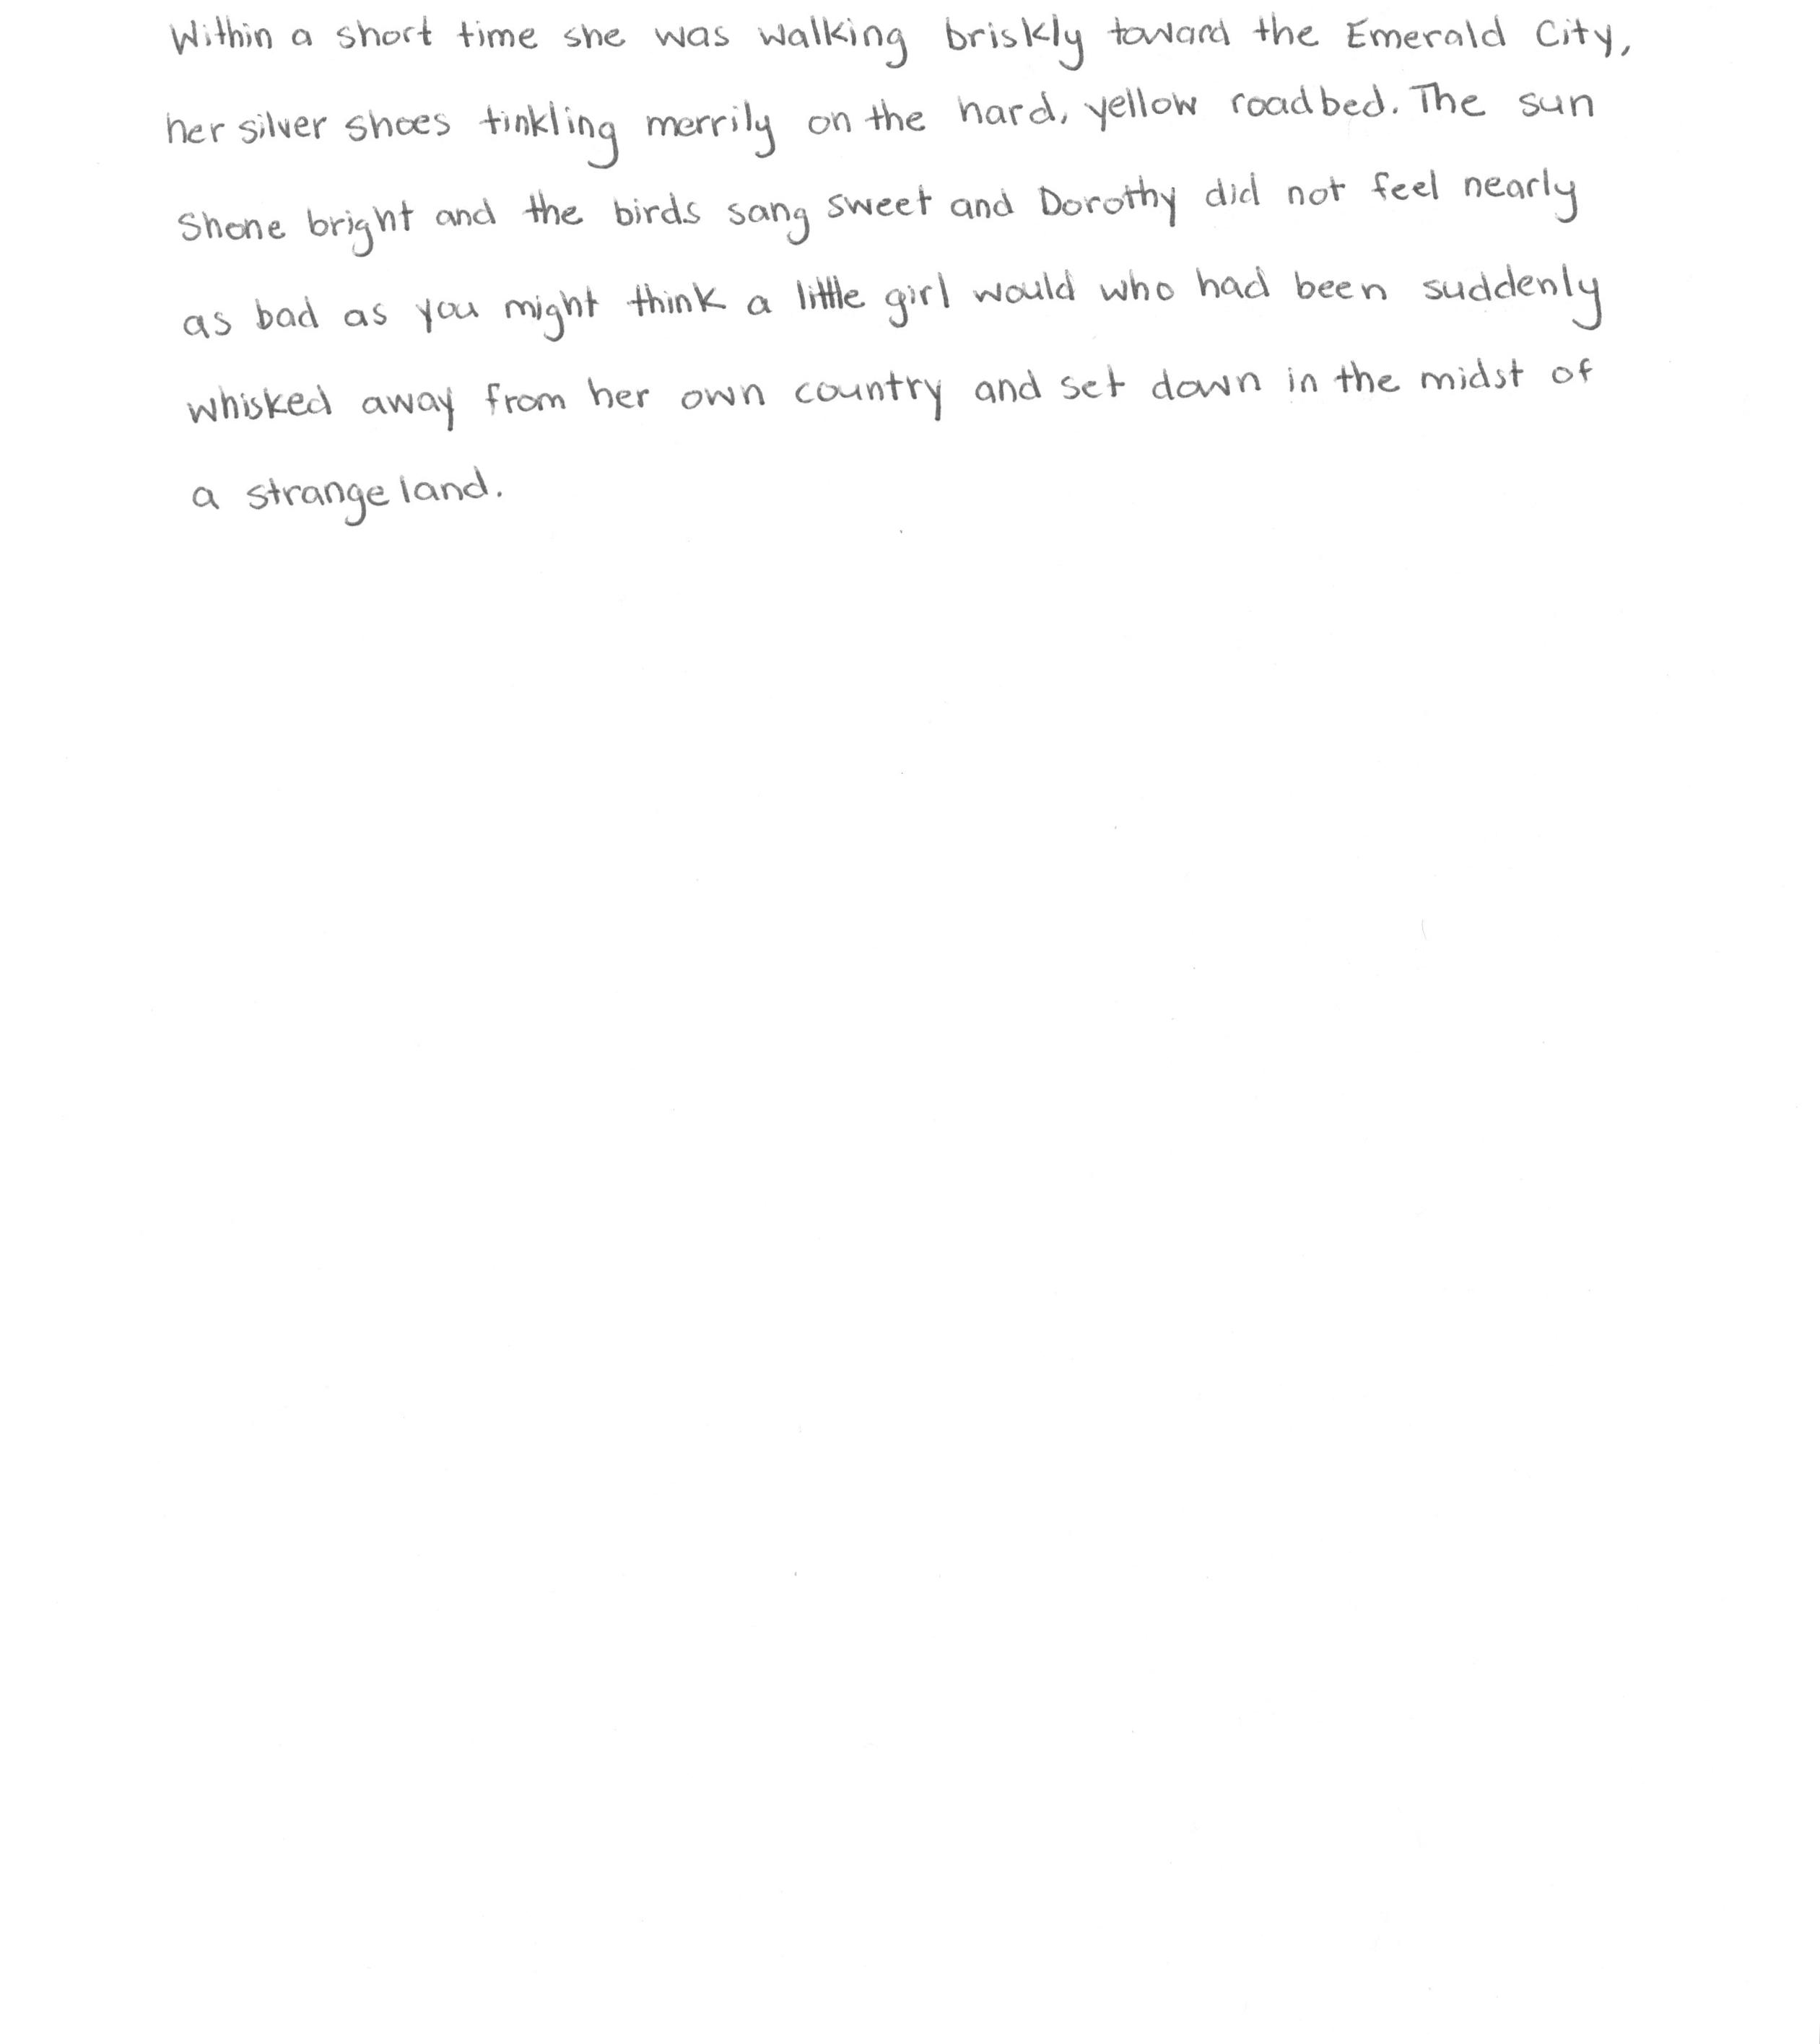 Within a short time she was walking briskly toward the Emerald City,
her silver shoes tinkling merrily on the hard, yellow roadbed. The sun
shone bright and the birds sang sweet and Dorothy did not feel nearly
as bad as you might think a little girl would who had been suddenly
whisked away from her own country and set down in the midst of
a strange land.